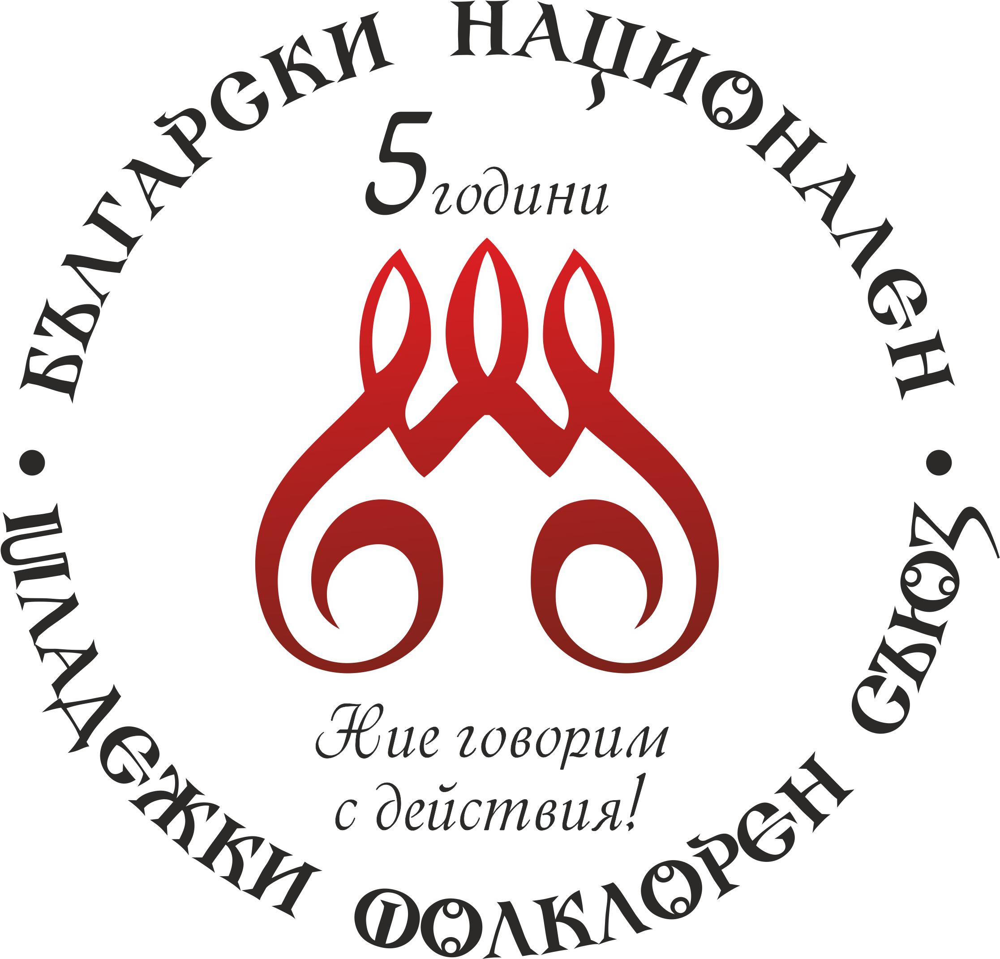 БЪЛГАРСКИ НАЦИОНАЛЕН
5 години
Ние говорим
с действия!
МЛАДЕЖКИ ФОЛКЛОРЕН СЪЮЗ